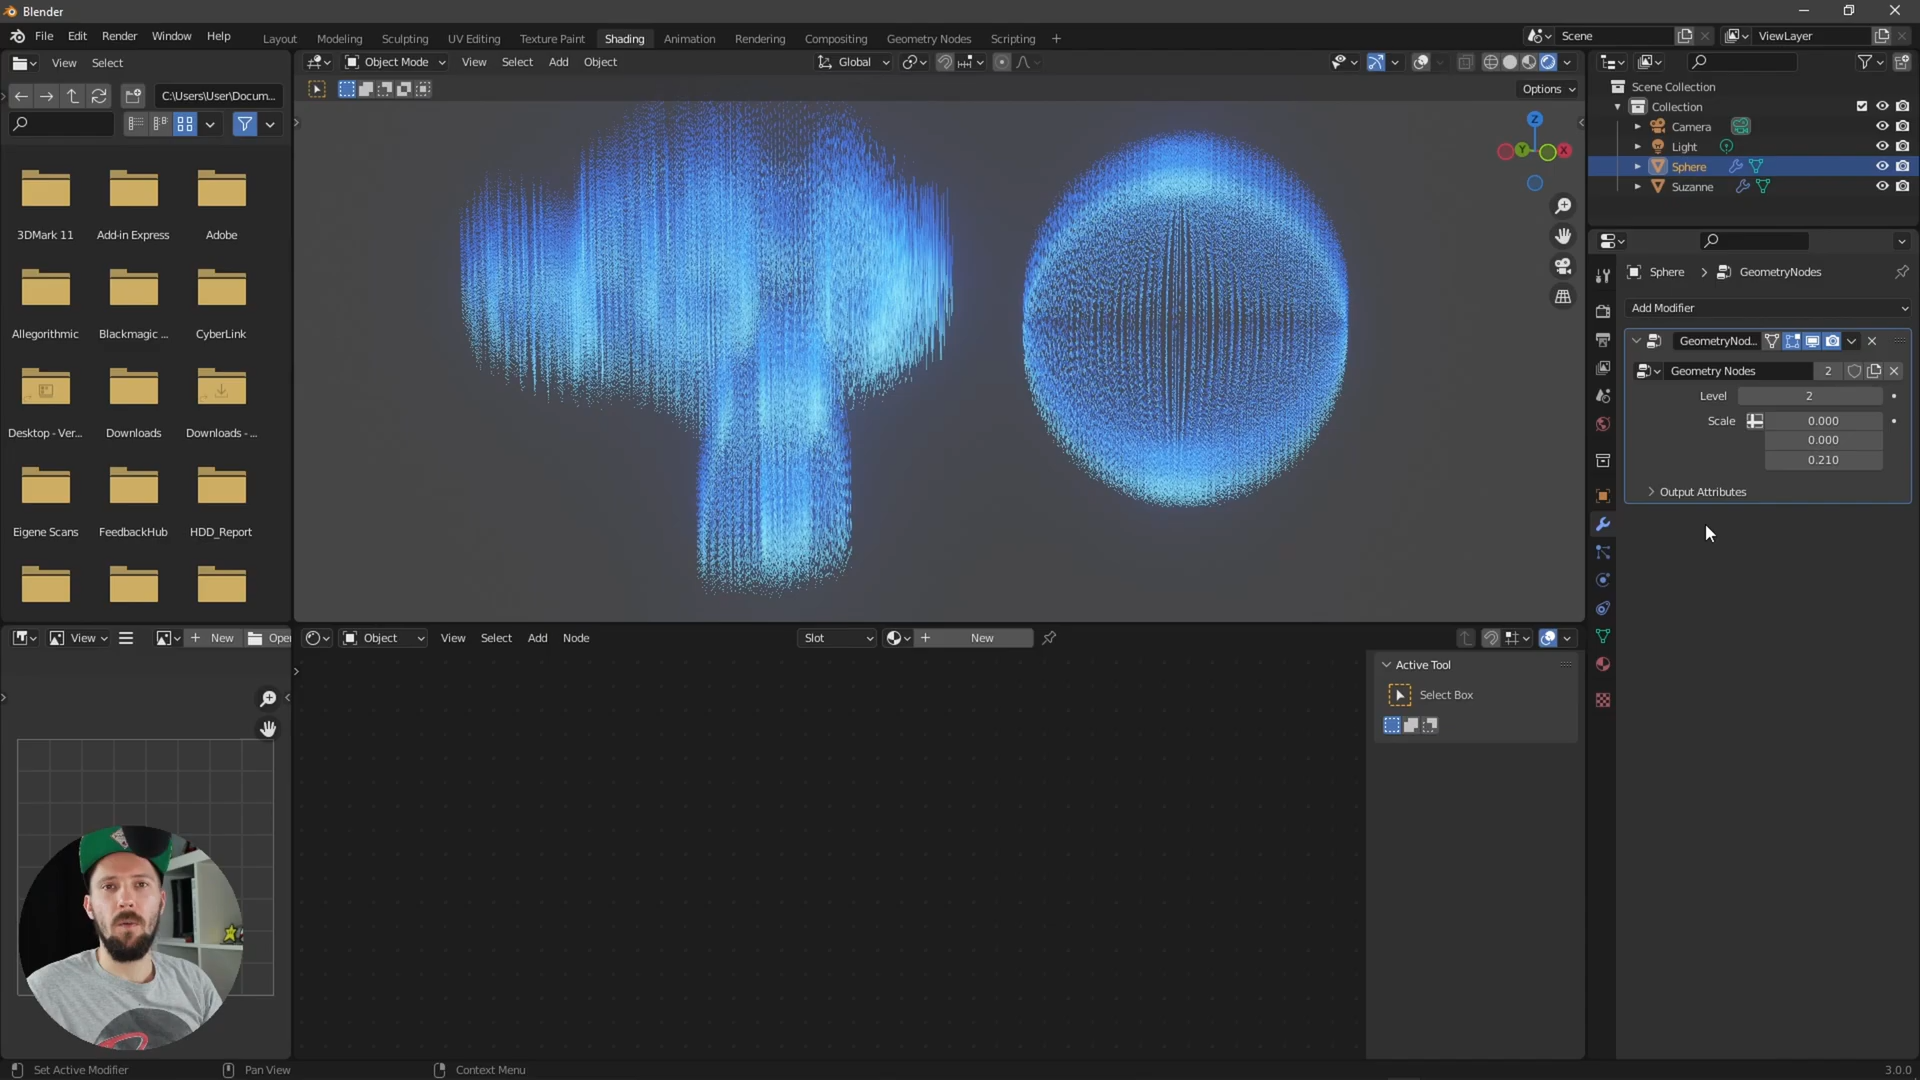 Blender
File Edit Render Window Help
Layout Modeling Sculpting UV Editing Texture Paint Shading Animation Rendering Compositing Geometry Nodes Scripting
Scene
ViewLayer
View Select
Object Mode View Select Add Object
Global
Options
C:\Users\User\Docum...
3DMark 11 Add-in Express Adobe
Allegorithmic Blackmagic ... CyberLink
Desktop - Ver... Downloads Downloads - ...
Eigene Scans FeedbackHub HDD_Report
Z
Y
X
Scene Collection
Collection
Camera
Light
Sphere
Suzanne
Sphere GeometryNodes
Add Modifier
GeometryNod...
Geometry Nodes 2
Level 2
Scale 0.000
0.000
0.210
Output Attributes
View New Open
Object View Select Add Node
Slot New
Active Tool
Select Box
Set Active Modifier Pan View Context Menu
3.0.0